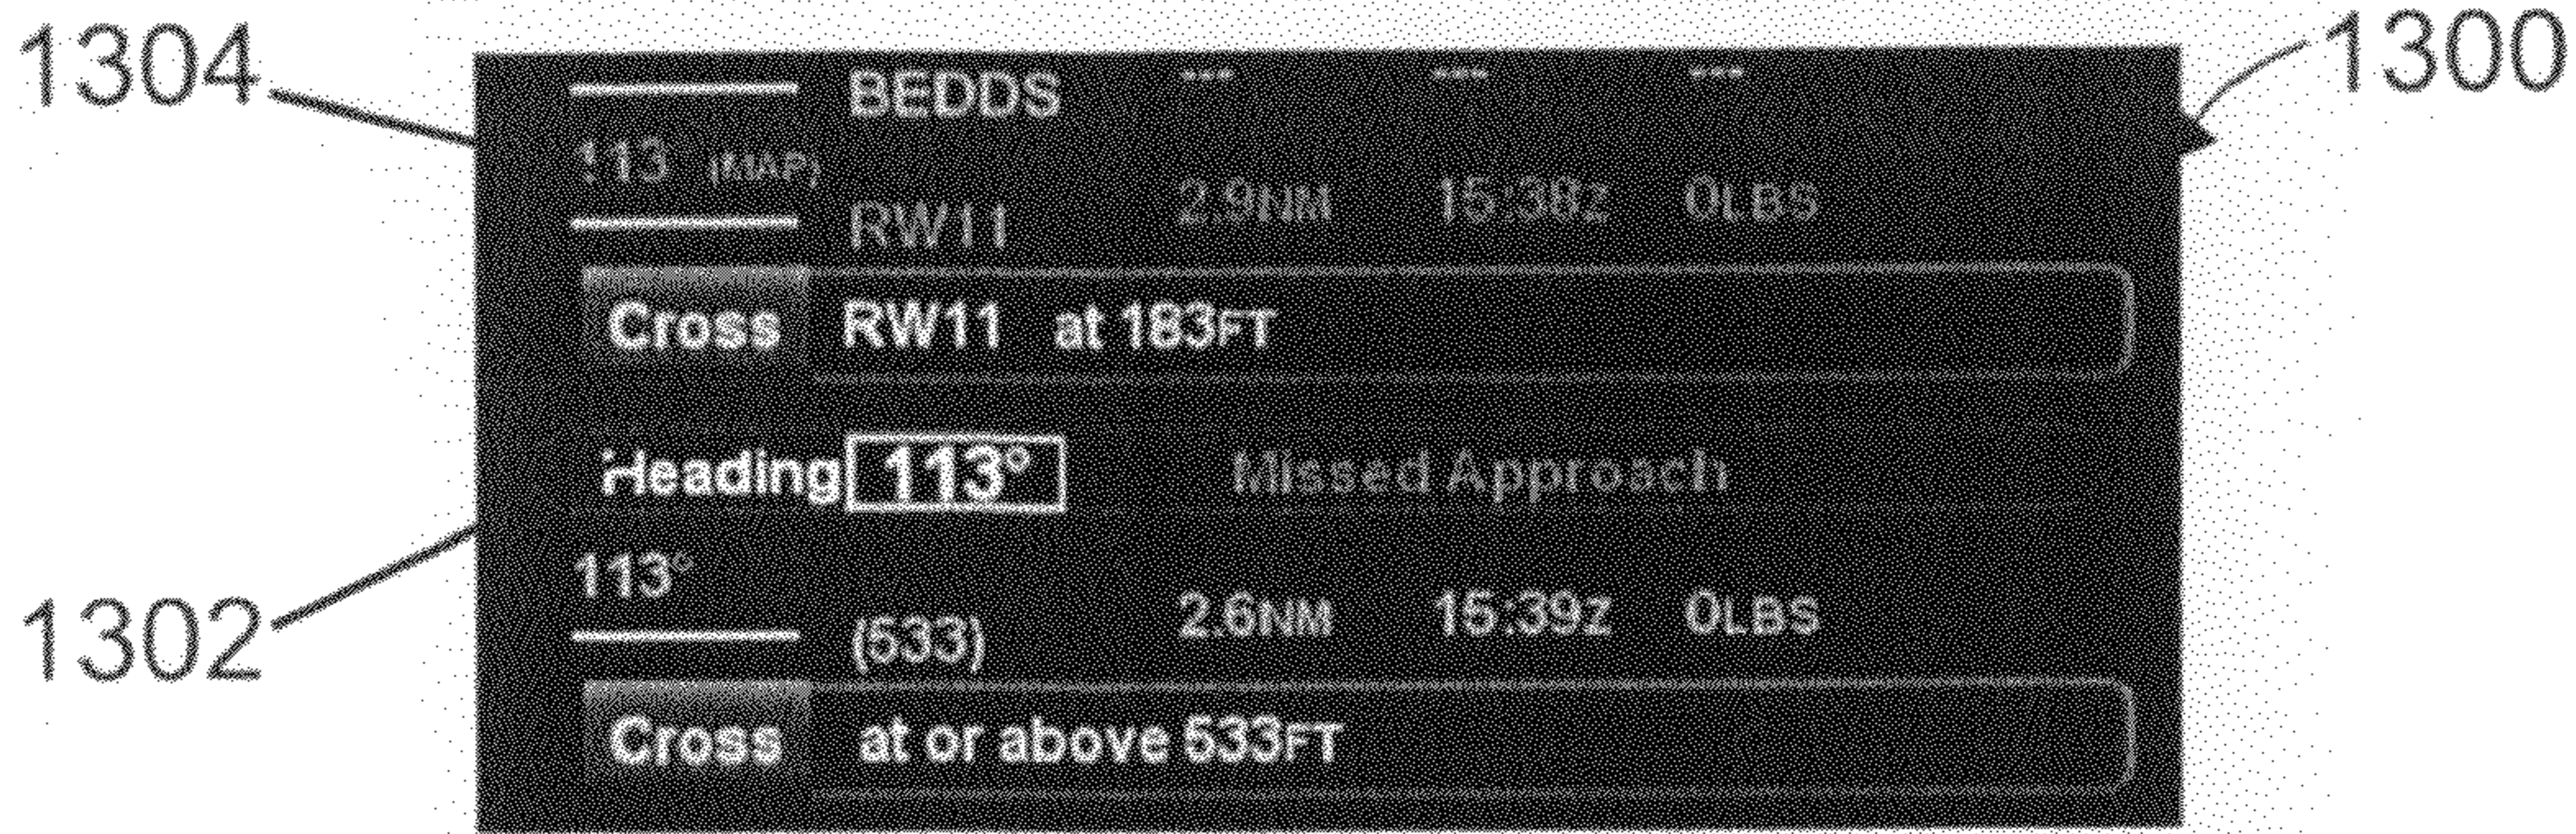 1304
1300
BEDDS --- --- ---
113 (MAP)
RW11 2.9NM 15:38Z 0LBS
Cross RW11 at 183FT
Heading 113° Missed Approach
113°
(533) 2.6NM 15:39Z 0LBS
1302
Cross at or above 533FT